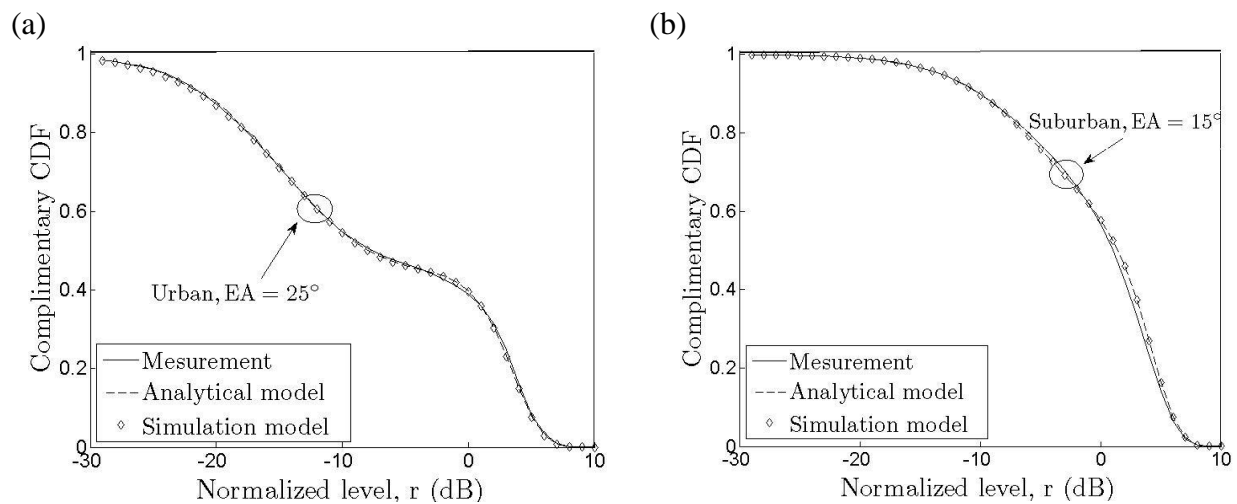 (a)
1
0.8
0.6
0.4
0.2
0
Complimentary CDF
Urban, EA = 25°
Mesurement
Analytical model
Simulation model
-30 -20 -10 0 10
Normalized level, r (dB)
(b)
1
0.8
0.6
0.4
0.2
0
Complimentary CDF
Suburban, EA = 15°
Mesurement
Analytical model
Simulation model
-30 -20 -10 0 10
Normalized level, r (dB)